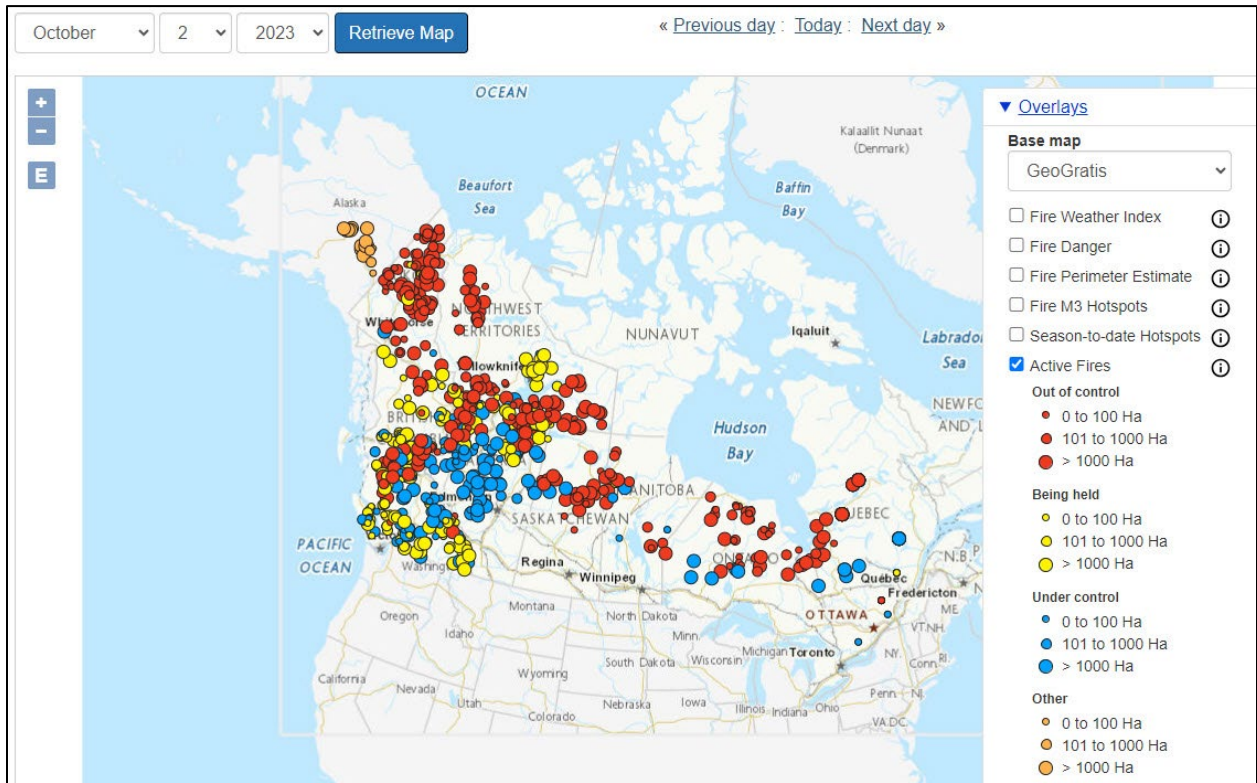 October 2 2023 Retrieve Map « Previous day : Today : Next day »
+
−
E
OCEAN
Kalaallit Nunaat
(Denmark)
Beaufort
Sea
Baffin
Bay
Alaska
NORTHWEST
TERRITORIES
NUNAVUT
Iqaluit
Labrador
Sea
Hudson
Bay
NEWFO
AND L
MANITOBA
SASKATCHEWAN
ONTARIO
QUEBEC
PACIFIC
OCEAN
Regina
Winnipeg
Québec
Fredericton
N.B.
OTTAWA
ME.
VT.
N.H.
Toronto
Oregon
Idaho
Montana
North Dakota
Minn.
South Dakota
Wisconsin
Michigan
N.Y.
Conn.
R.I.
Wyoming
California
Nevada
Utah
Colorado
Nebraska
Iowa
Illinois
Indiana
Ohio
Penn.
N.J.
VA.
D.C.
▼ Overlays
Base map
GeoGratis
Fire Weather Index
Fire Danger
Fire Perimeter Estimate
Fire M3 Hotspots
Season-to-date Hotspots
Active Fires
Out of control
0 to 100 Ha
101 to 1000 Ha
> 1000 Ha
Being held
0 to 100 Ha
101 to 1000 Ha
> 1000 Ha
Under control
0 to 100 Ha
101 to 1000 Ha
> 1000 Ha
Other
0 to 100 Ha
101 to 1000 Ha
> 1000 Ha